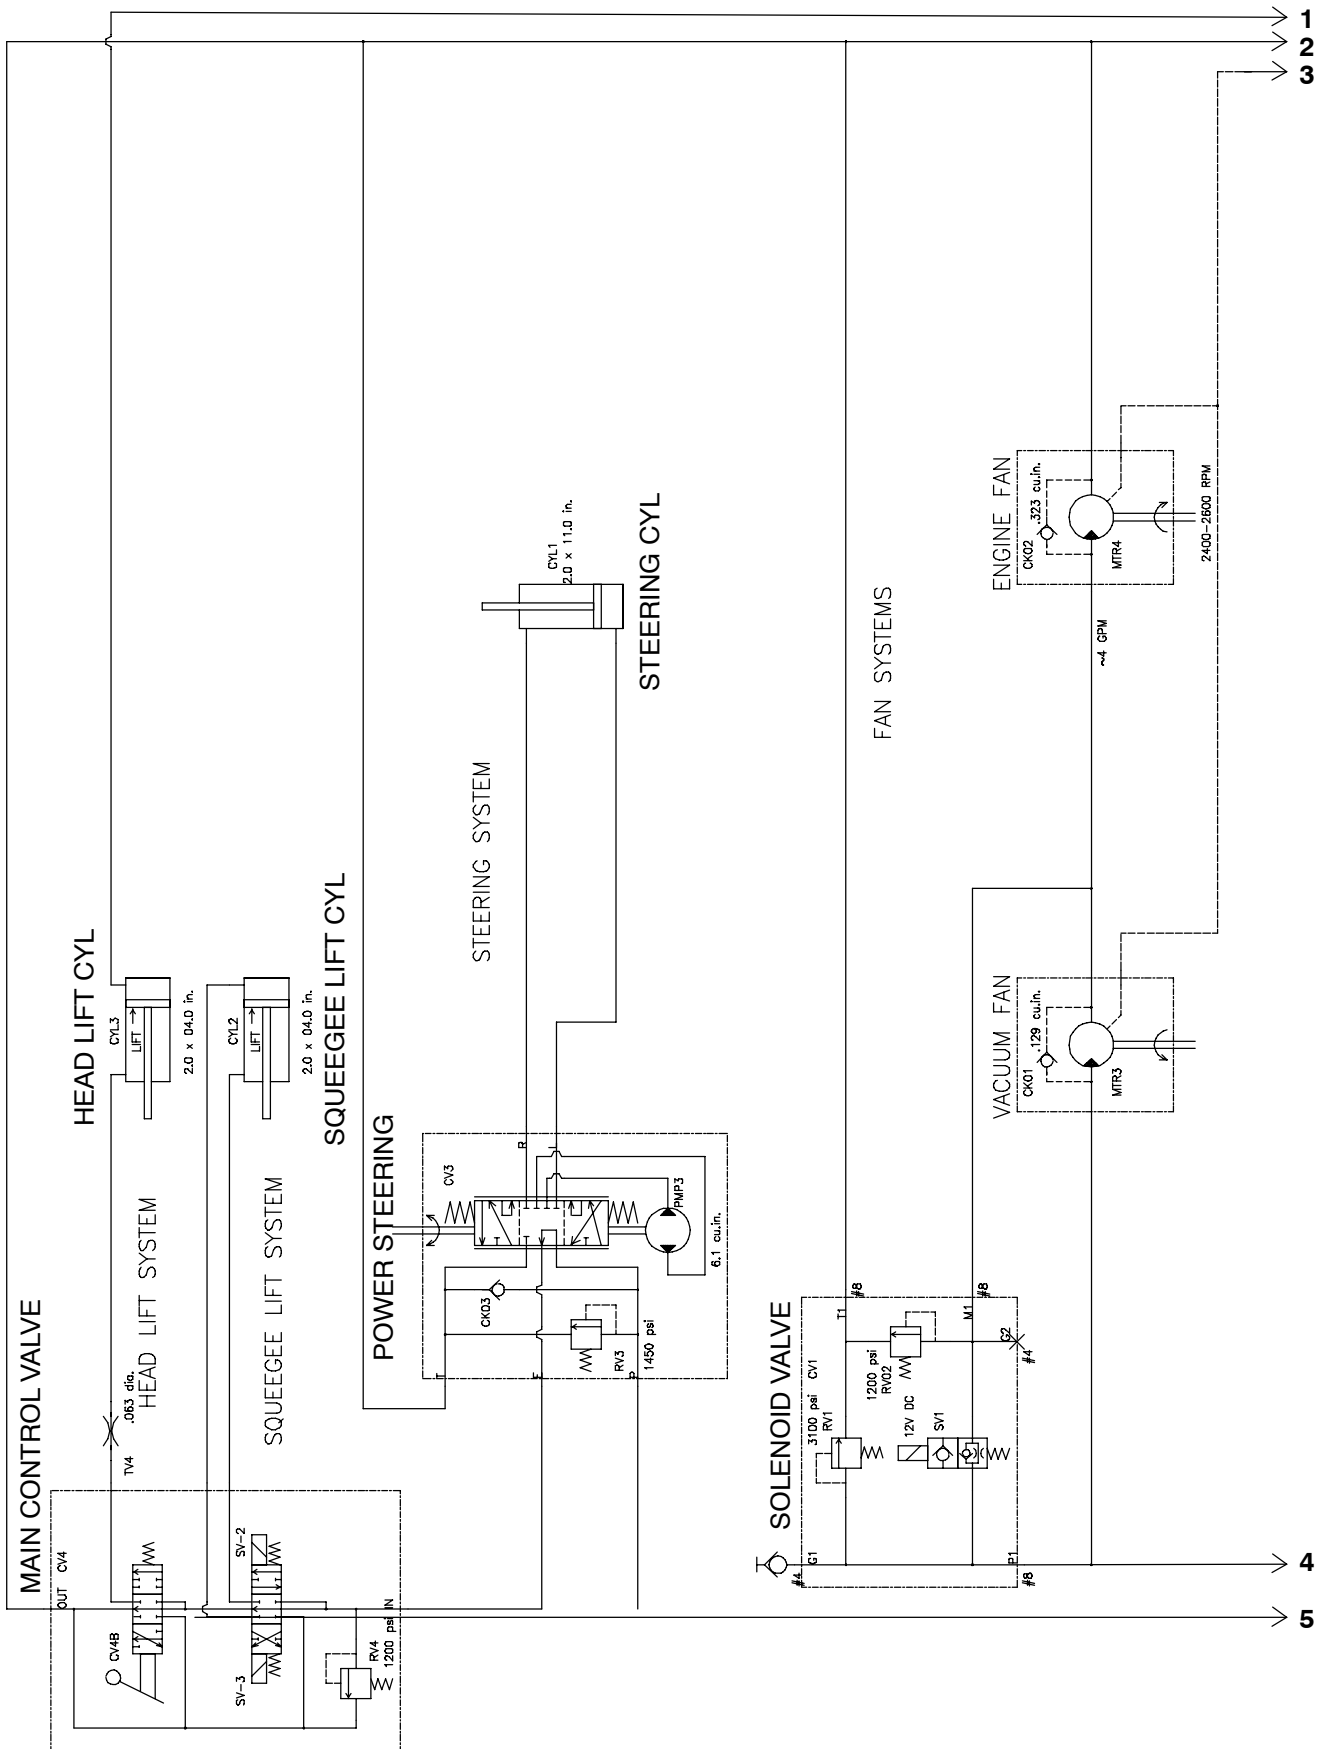 1
2
3
MAIN CONTROL VALVE
OUT
CV4
CV4B
TV4
.063 dia.
HEAD LIFT SYSTEM
HEAD LIFT CYL
CYL3
LIFT
2.0 x 04.0 in.
SV-2
SV-3
SQUEEGEE LIFT SYSTEM
CYL2
LIFT
2.0 x 04.0 in.
SQUEEGEE LIFT CYL
RV4
1200 psi
IN
POWER STEERING
CV3
R
L
T
E
P
CK03
RV3
1450 psi
PMP3
6.1 cu.in.
STEERING SYSTEM
CYL1
2.0 x 11.0 in.
STEERING CYL
SOLENOID VALVE
3100 psi
RV1
CV1
1200 psi
RV02
12V DC
SV1
T1
#8
M1
#8
G2
#4
G1
#4
P1
#8
FAN SYSTEMS
VACUUM FAN
CK01
.129 cu.in.
MTR3
~4 GPM
ENGINE FAN
CK02
.323 cu.in.
MTR4
2400-2600 RPM
4
5